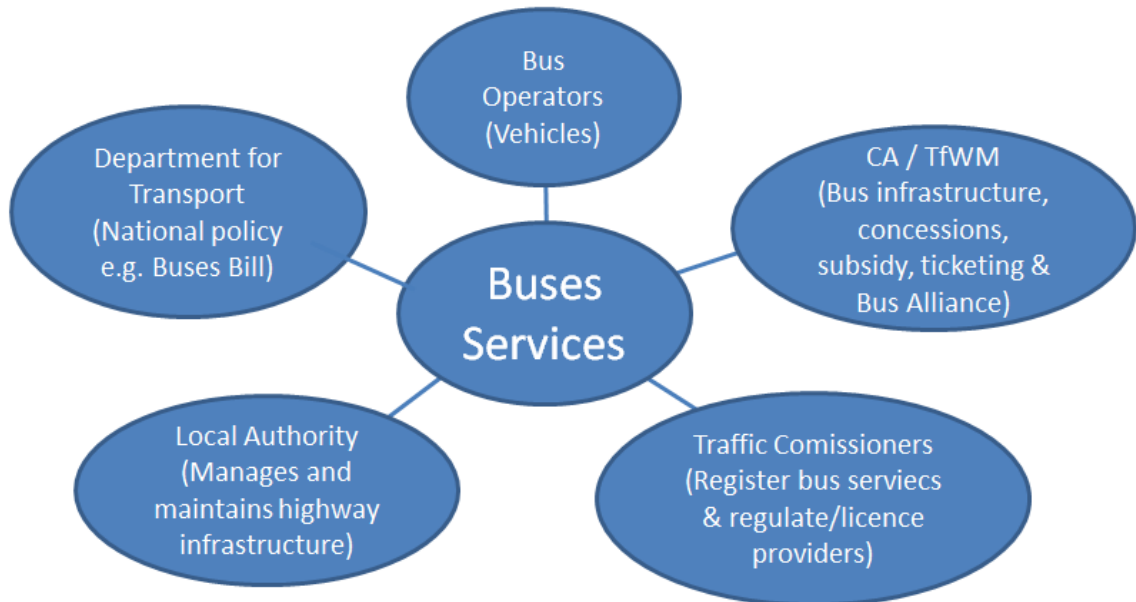 Bus
Operators
(Vehicles)
Department for
Transport
(National policy
e.g. Buses Bill)
CA / TfWM
(Bus infrastructure,
concessions,
subsidy, ticketing &
Bus Alliance)
Buses
Services
Local Authority
(Manages and
maintains highway
infrastructure)
Traffic Comissioners
(Register bus serviecs
& regulate/licence
providers)